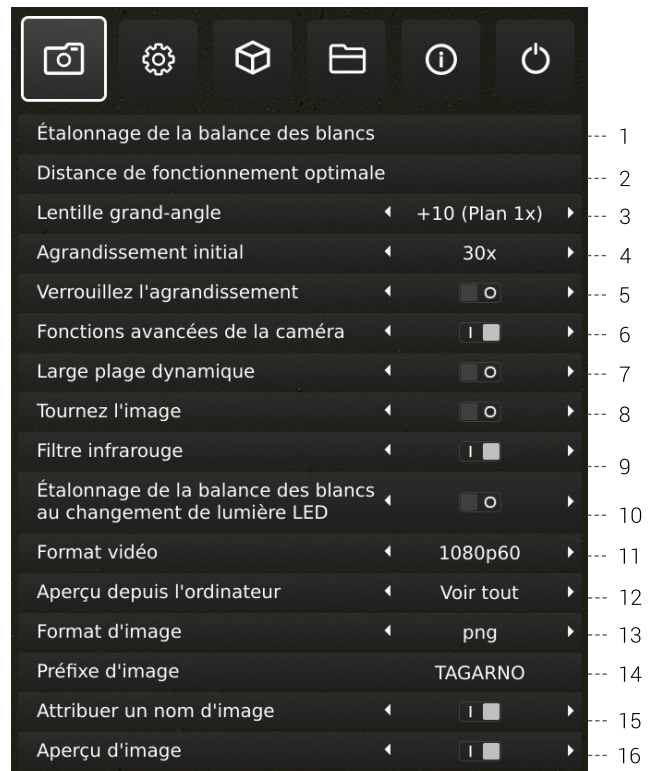 Étalonnage de la balance des blancs 1
Distance de fonctionnement optimale 2
Lentille grand-angle +10 (Plan 1x) 3
Agrandissement initial 30x 4
Verrouillez l'agrandissement O 5
Fonctions avancées de la caméra I 6
Large plage dynamique O 7
Tournez l'image O 8
Filtre infrarouge I 9
Étalonnage de la balance des blancs
au changement de lumière LED O 10
Format vidéo 1080p60 11
Aperçu depuis l'ordinateur Voir tout 12
Format d'image png 13
Préfixe d'image TAGARNO 14
Attribuer un nom d'image I 15
Aperçu d'image I 16